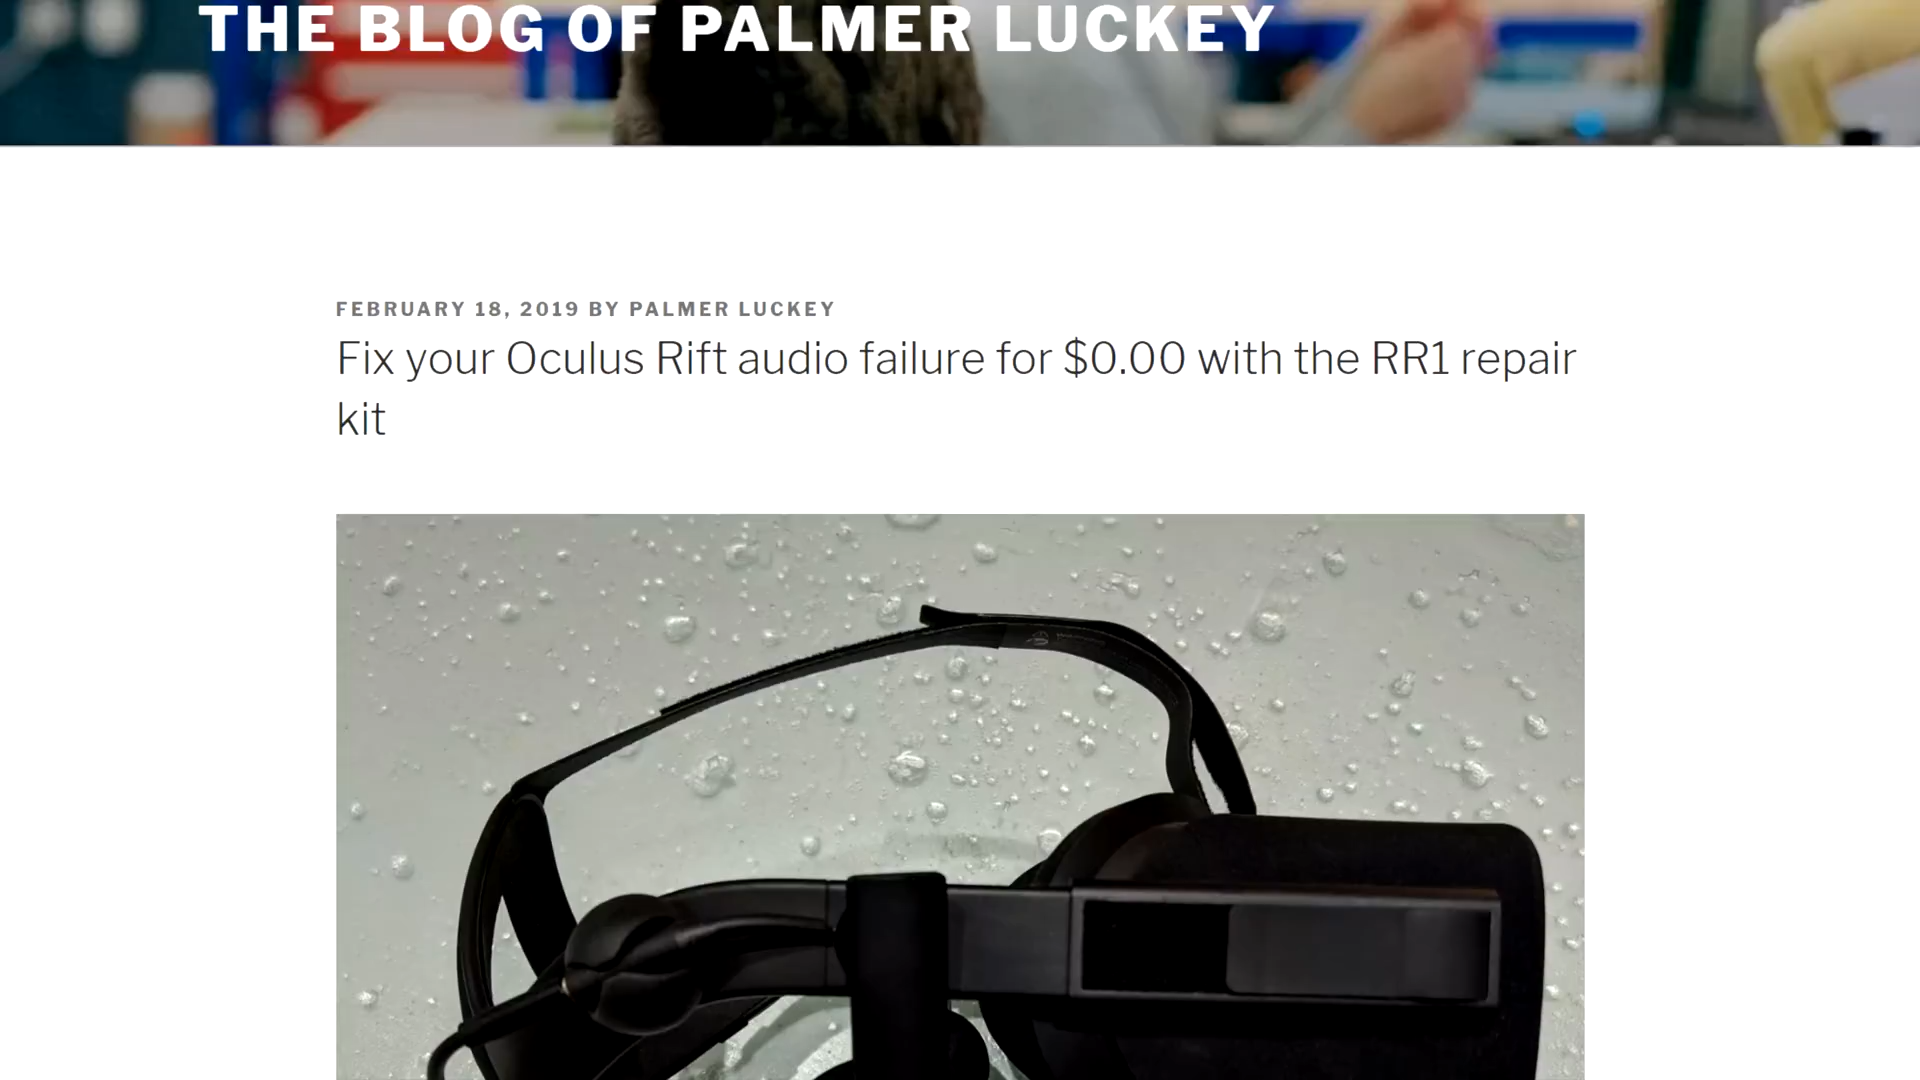 THE BLOG OF PALMER LUCKEY
FEBRUARY 18, 2019 BY PALMER LUCKEY
Fix your Oculus Rift audio failure for $0.00 with the RR1 repair
kit